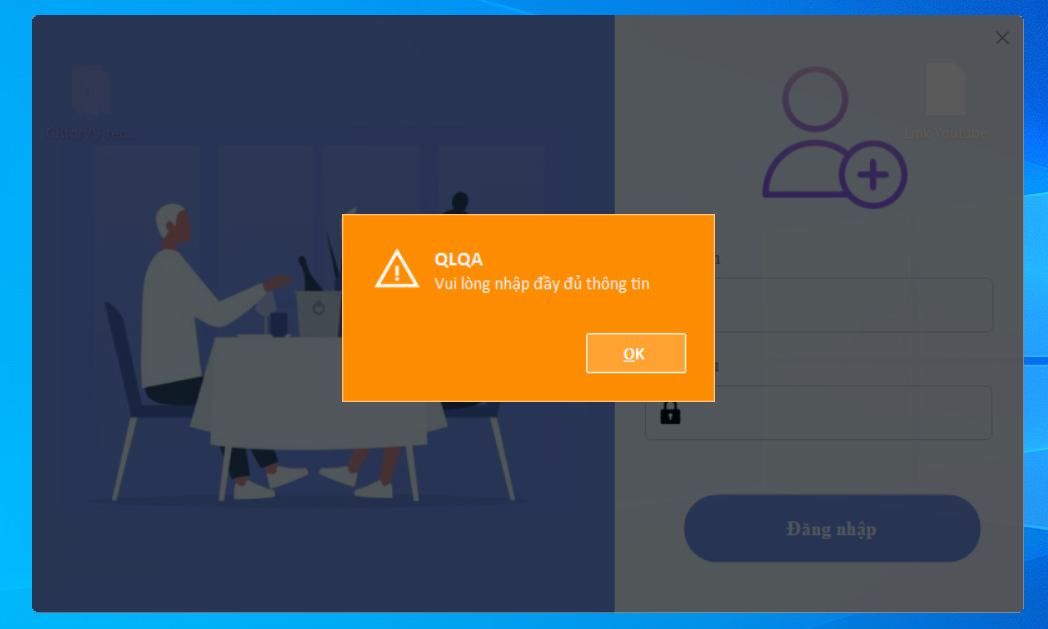 QLQA
Vui lòng nhập đầy đủ thông tin
OK
Đăng nhập